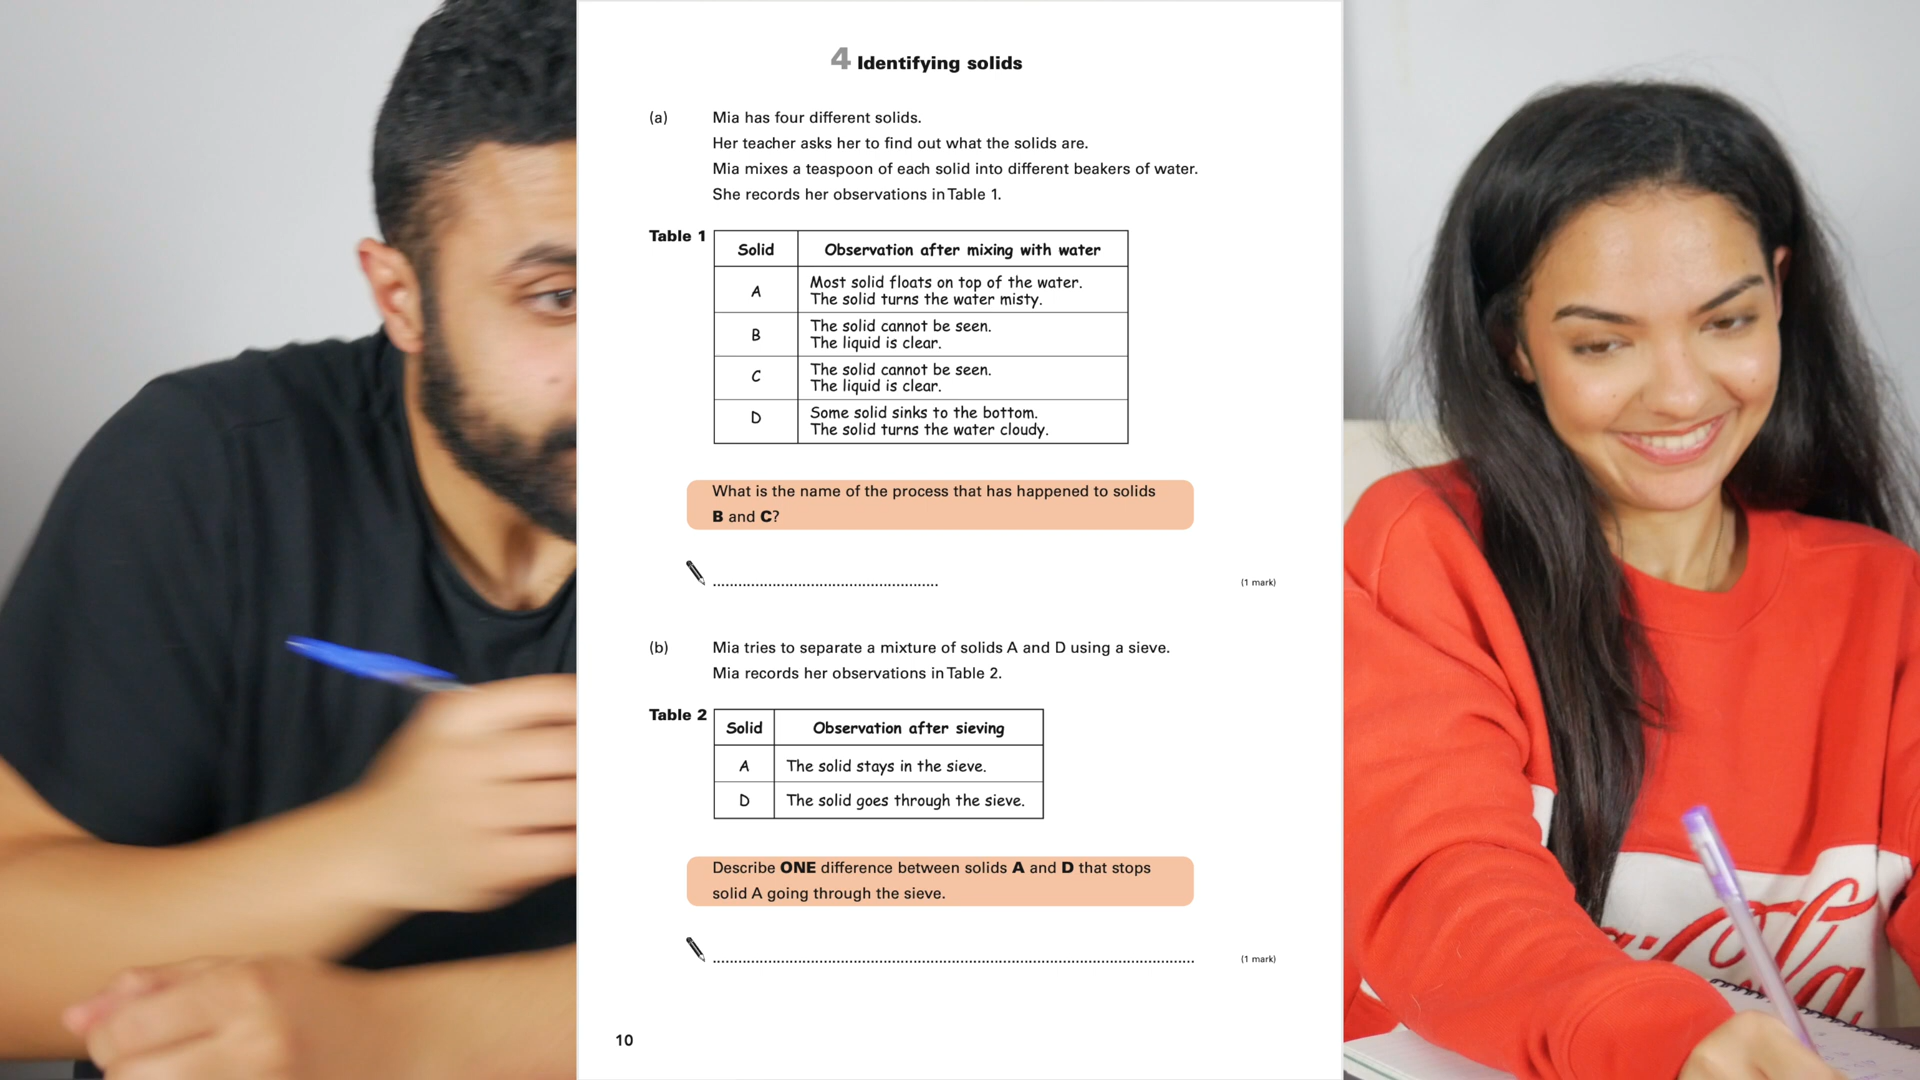 4 Identifying solids
(a) Mia has four different solids.
Her teacher asks her to find out what the solids are.
Mia mixes a teaspoon of each solid into different beakers of water.
She records her observations in Table 1.
Table 1
Solid Observation after mixing with water
A Most solid floats on top of the water.
The solid turns the water misty.
B The solid cannot be seen.
The liquid is clear.
C The solid cannot be seen.
The liquid is clear.
D Some solid sinks to the bottom.
The solid turns the water cloudy.
What is the name of the process that has happened to solids
B and C?
(1 mark)
(b) Mia tries to separate a mixture of solids A and D using a sieve.
Mia records her observations in Table 2.
Table 2
Solid Observation after sieving
A The solid stays in the sieve.
D The solid goes through the sieve.
Describe ONE difference between solids A and D that stops
solid A going through the sieve.
(1 mark)
10